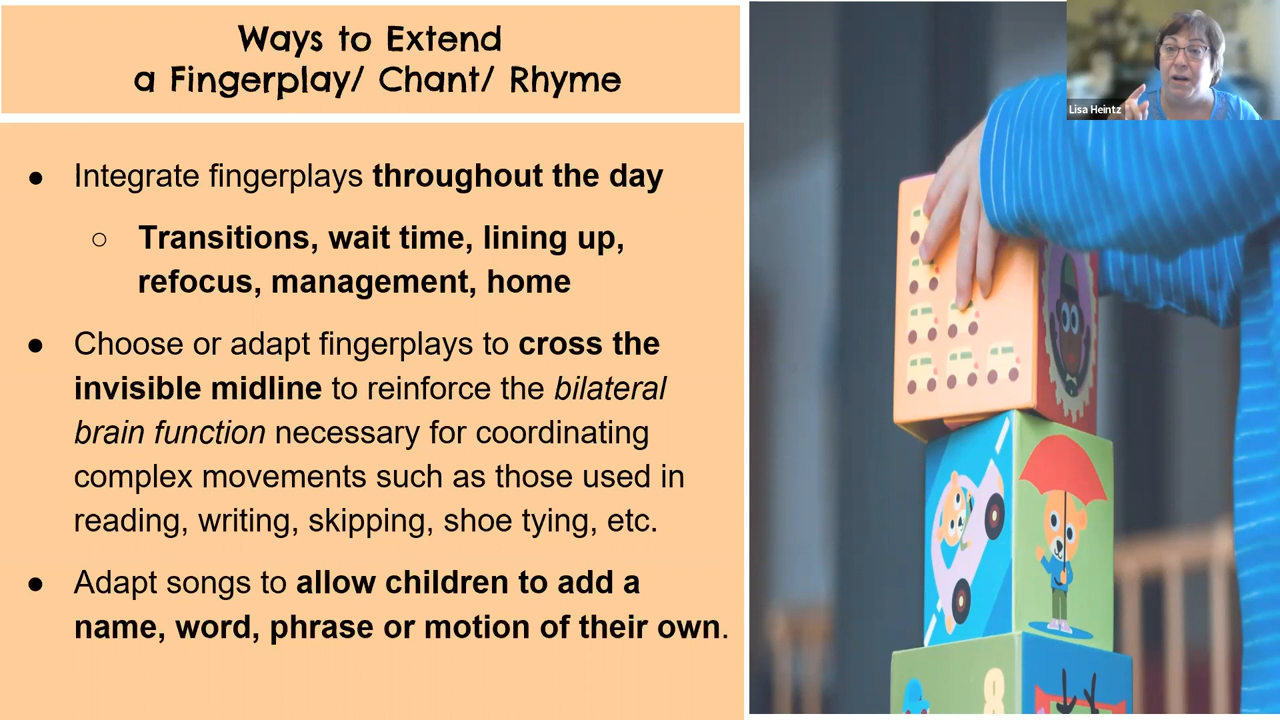 Ways to Extend
a Fingerplay/ Chant/ Rhyme
● Integrate fingerplays throughout the day
○ Transitions, wait time, lining up,
refocus, management, home
● Choose or adapt fingerplays to cross the
invisible midline to reinforce the bilateral
brain function necessary for coordinating
complex movements such as those used in
reading, writing, skipping, shoe tying, etc.
● Adapt songs to allow children to add a
name, word, phrase or motion of their own.
Lisa Heintz
8